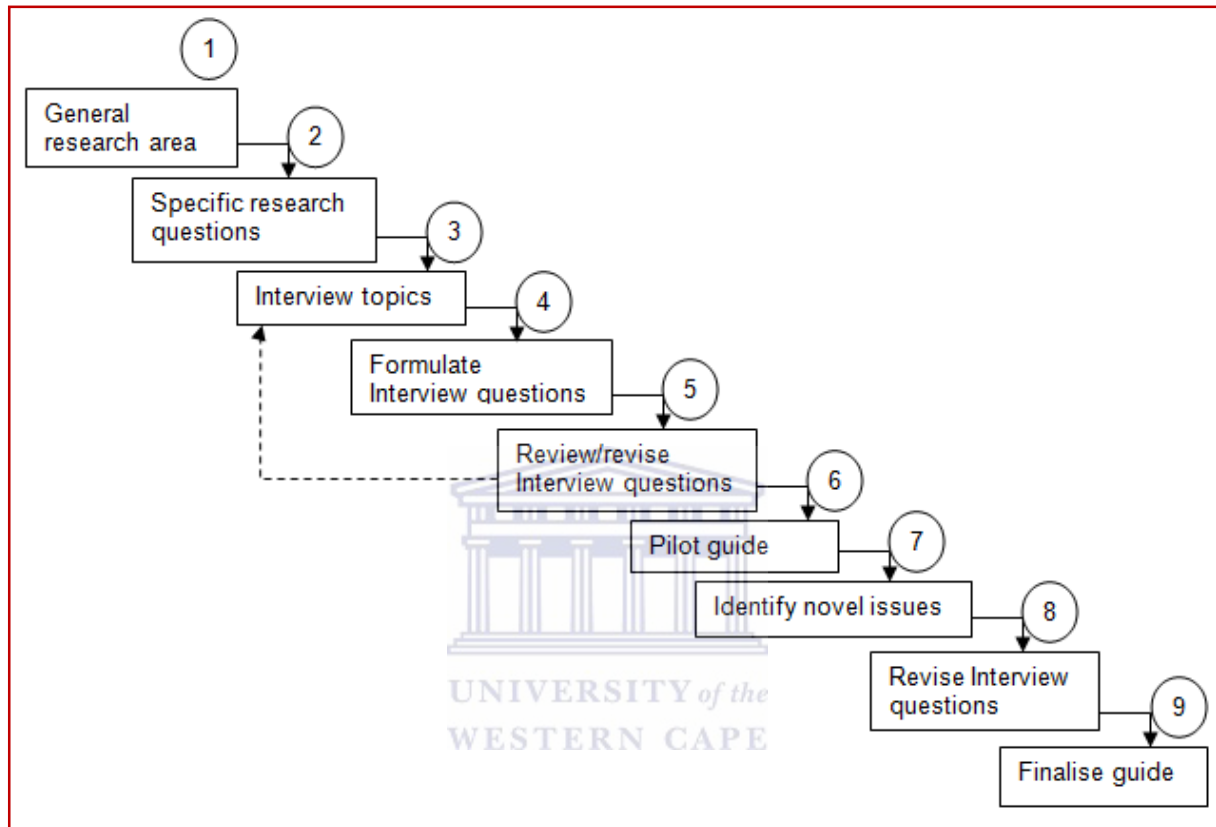 1
General
research area
2
Specific research
questions
3
Interview topics
4
Formulate
Interview questions
5
Review/revise
Interview questions
6
Pilot guide
7
Identify novel issues
8
Revise Interview
questions
9
Finalise guide
UNIVERSITY of the
WESTERN CAPE